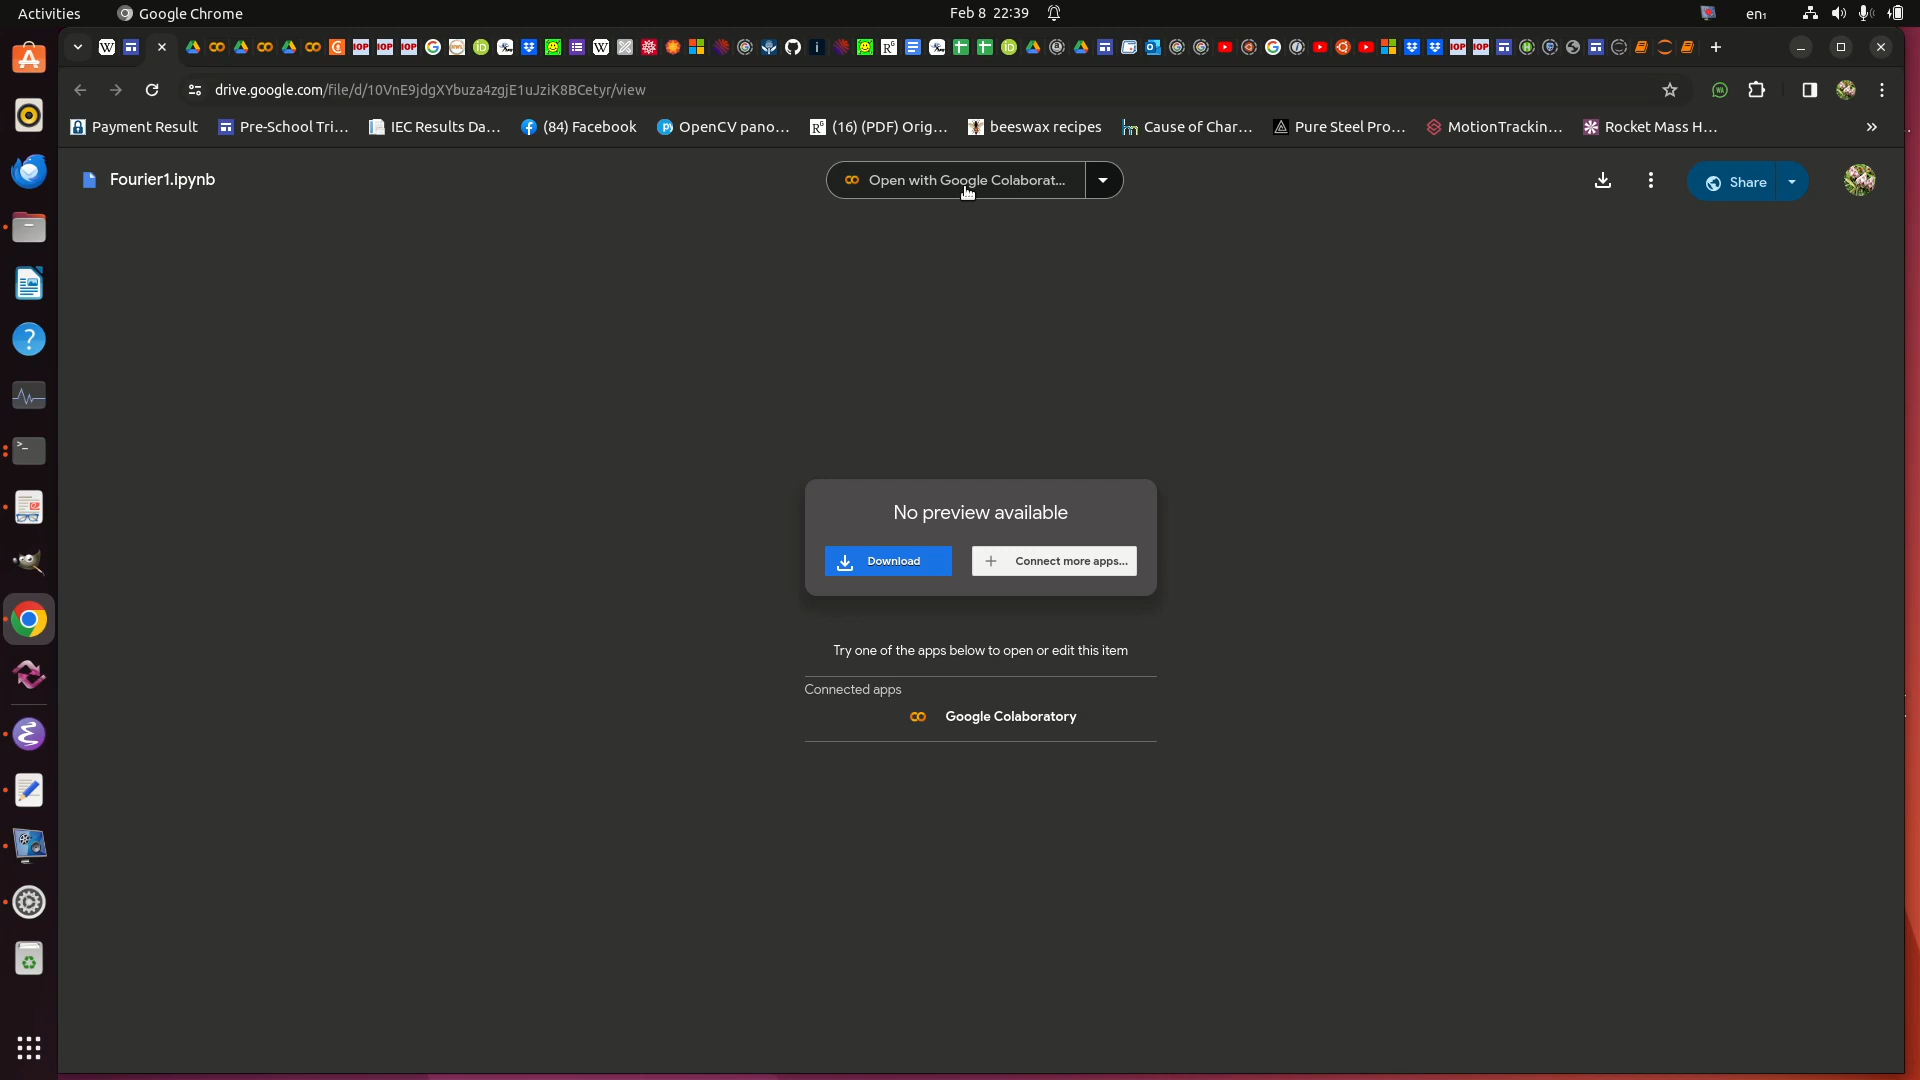 Activities Google Chrome Feb 8 22:39 en₁
drive.google.com/file/d/10VnE9jdgXYbuza4zgjE1uJziK8BCetyr/view
Payment Result Pre-School Tri... IEC Results Da... (84) Facebook OpenCV pano... (16) (PDF) Orig... beeswax recipes Cause of Char... Pure Steel Pro... MotionTrackin... Rocket Mass H...
Fourier1.ipynb Open with Google Colaborat... Share
No preview available
Download Connect more apps...
Try one of the apps below to open or edit this item
Connected apps
Google Colaboratory